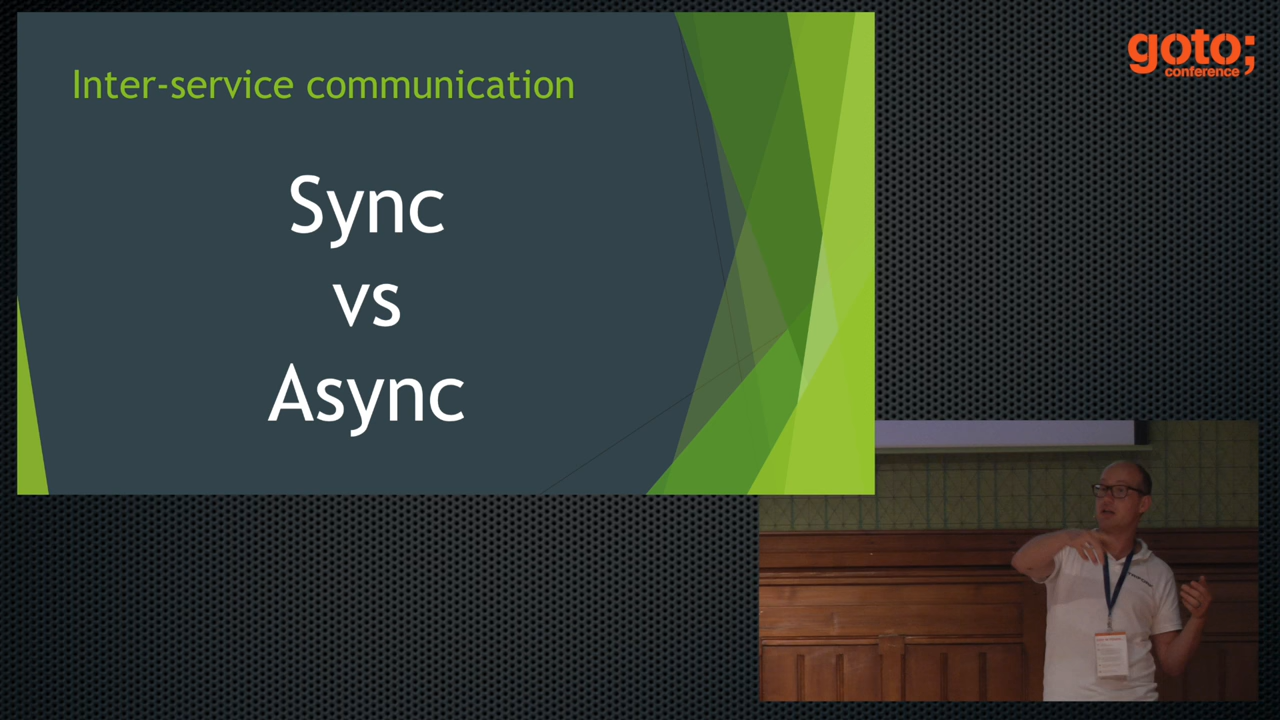 Inter-service communication
Sync
vs
Async
goto;
conference